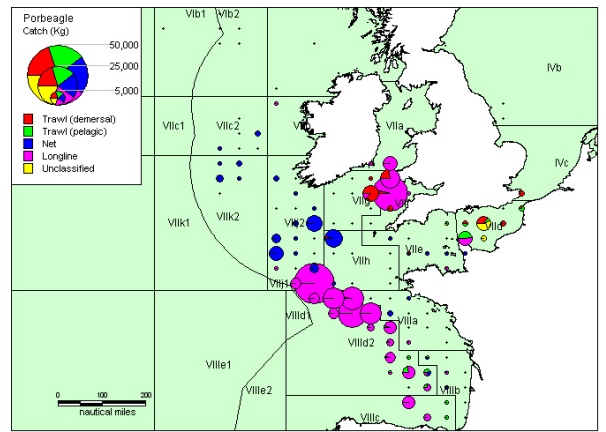 Porbeagle
Catch (Kg)
50,000
25,000
5,000
Trawl (demersal)
Trawl (pelagic)
Net
Longline
Unclassified
VIb1
VIb2
IVb
VIIc1
VIIc2
VIIa
IVc
VIIk1
VIIk2
VIIg
VIId
VIIe
VIIh
VIIj1
VIIId1
VIIIa
VIIId2
VIIIe1
VIIIe2
VIIIb
VIIIc
0
100
200
nautical miles